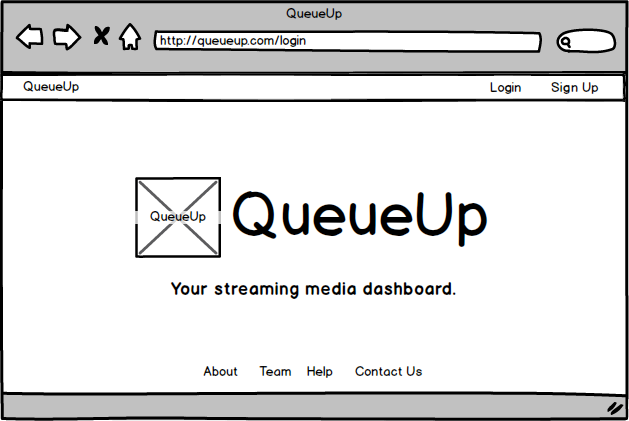 QueueUp
http://queueup.com/login
QueueUp Login Sign Up
QueueUp QueueUp
Your streaming media dashboard.
About Team Help Contact Us